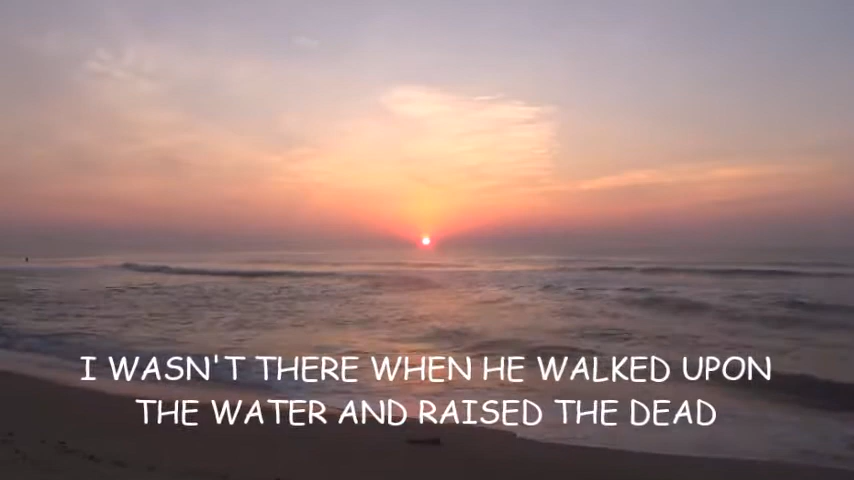 I WASN'T THERE WHEN HE WALKED UPON
THE WATER AND RAISED THE DEAD